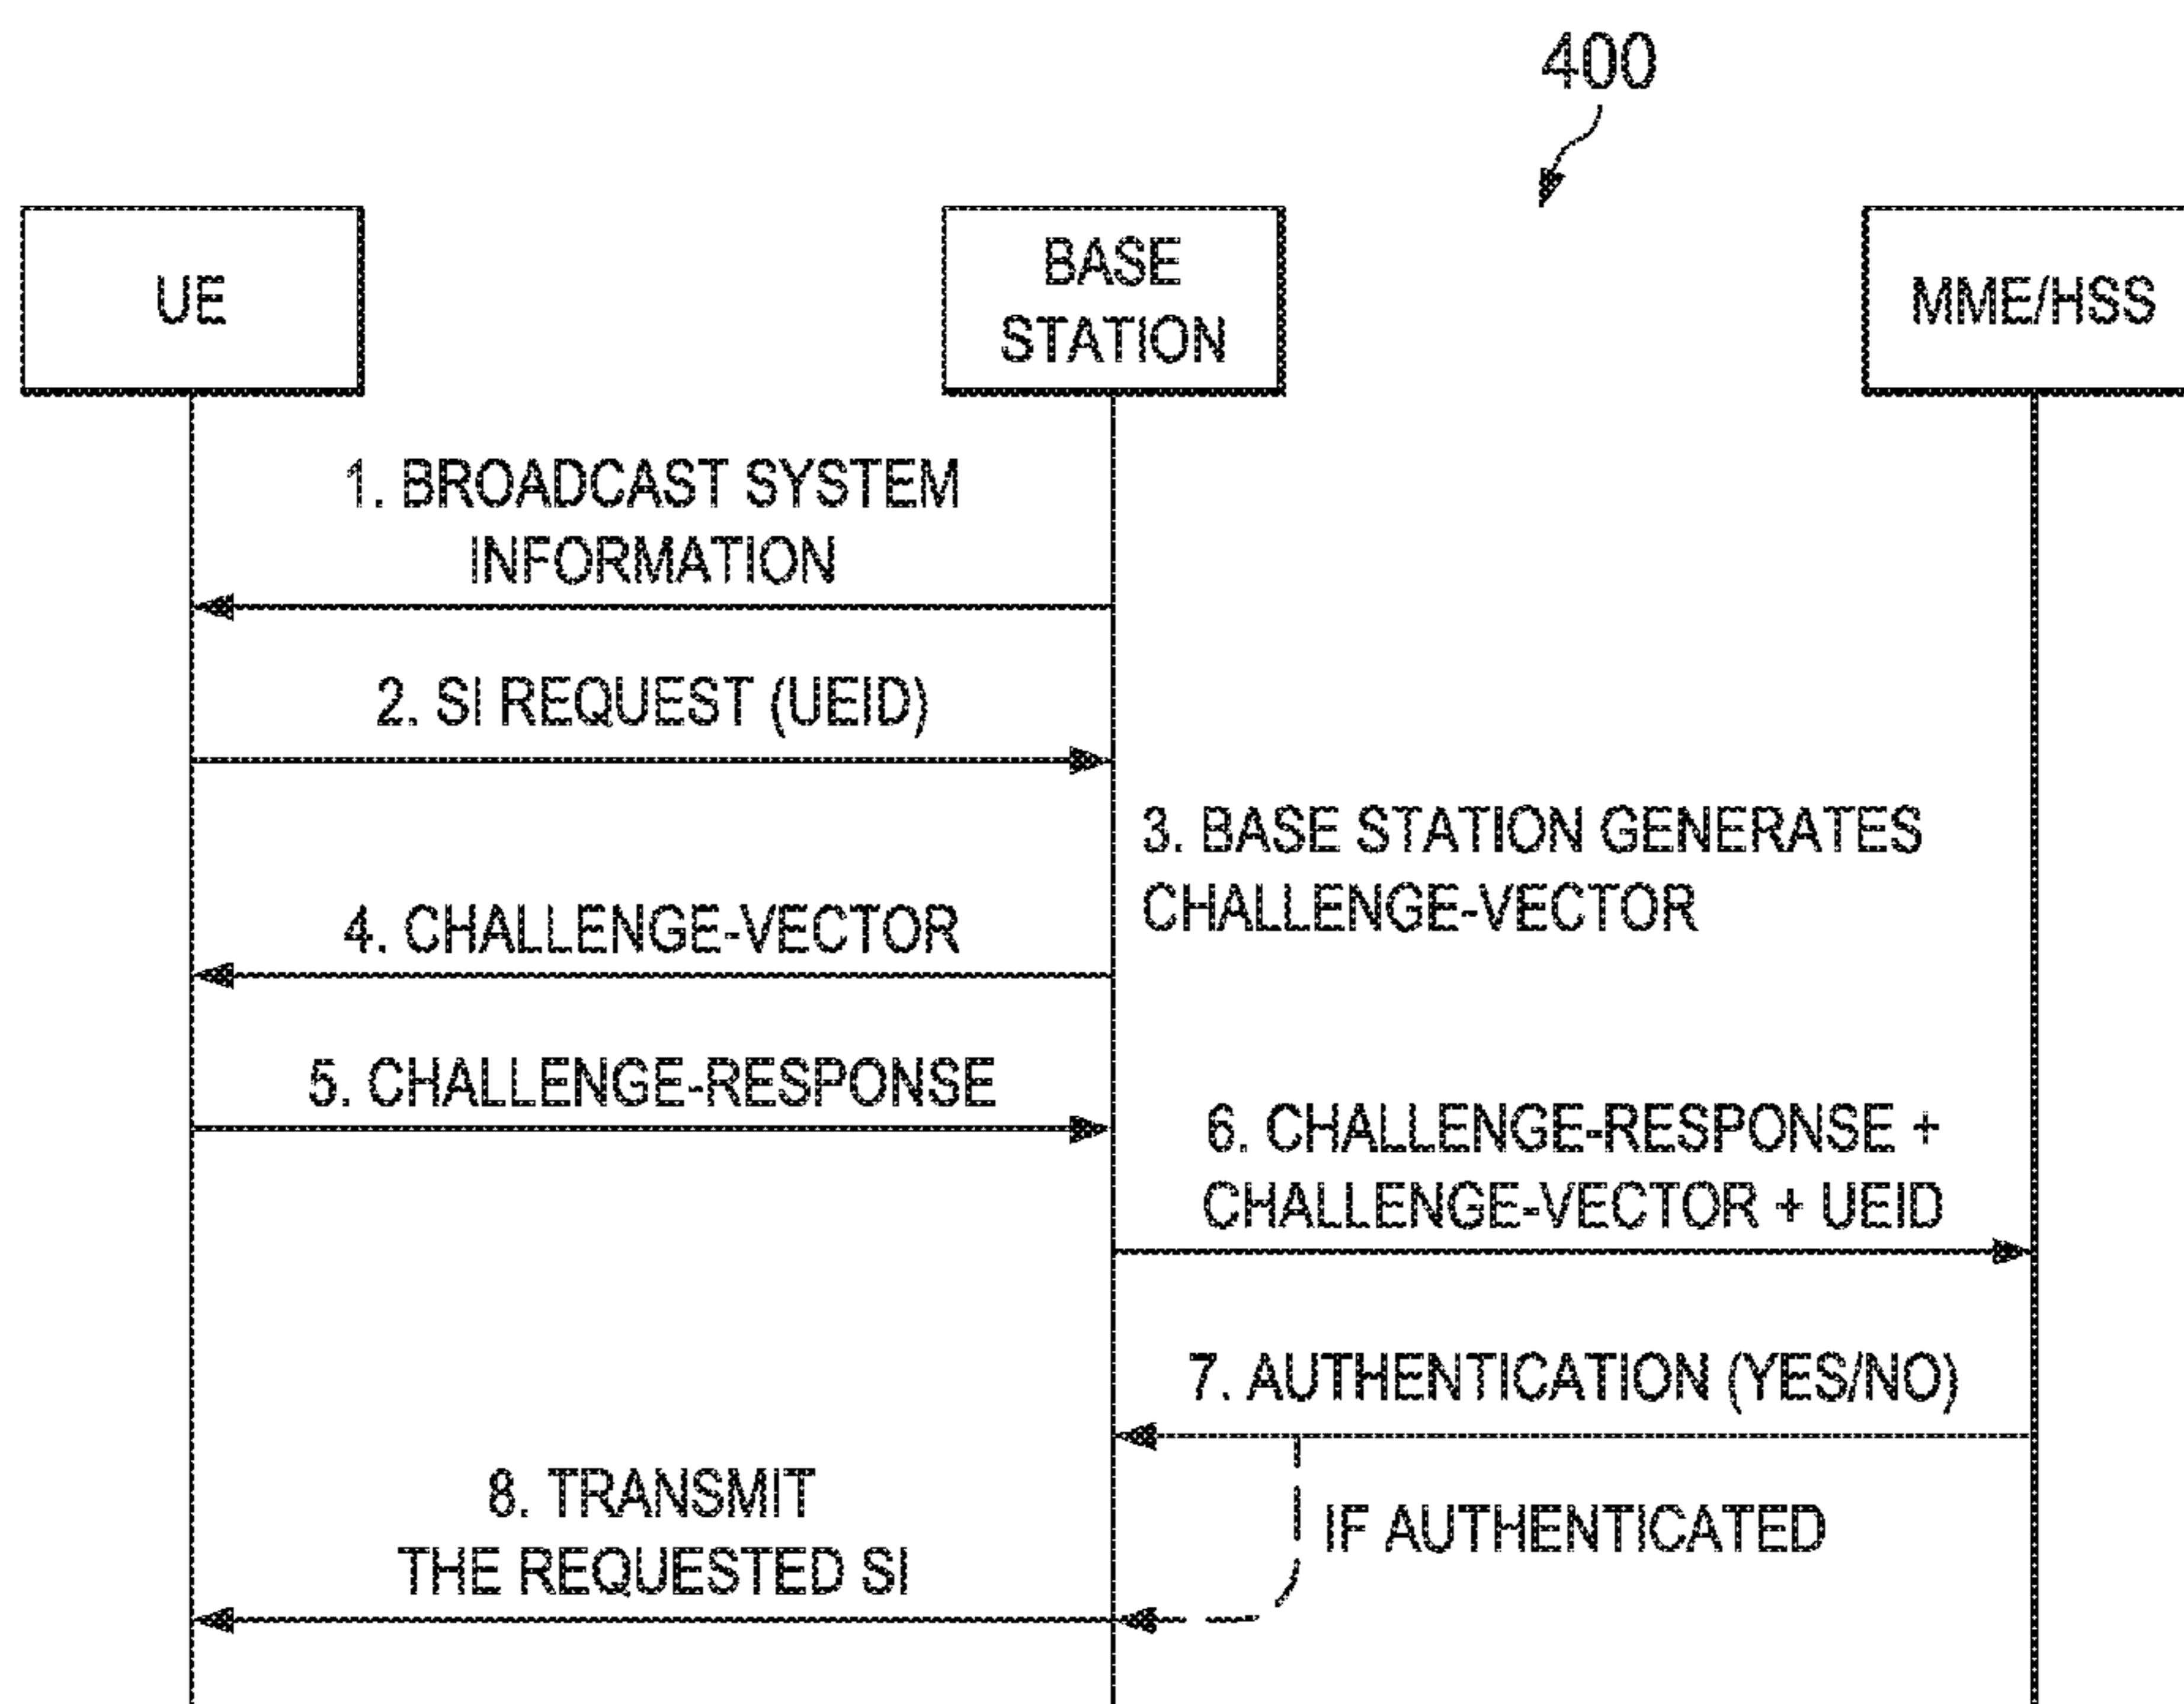 400
UE
BASE
STATION
MME/HSS
1. BROADCAST SYSTEM
INFORMATION
2. SI REQUEST (UEID)
3. BASE STATION GENERATES
CHALLENGE-VECTOR
4. CHALLENGE-VECTOR
5. CHALLENGE-RESPONSE
6. CHALLENGE-RESPONSE +
CHALLENGE-VECTOR + UEID
7. AUTHENTICATION (YES/NO)
8. TRANSMIT
THE REQUESTED SI
IF AUTHENTICATED